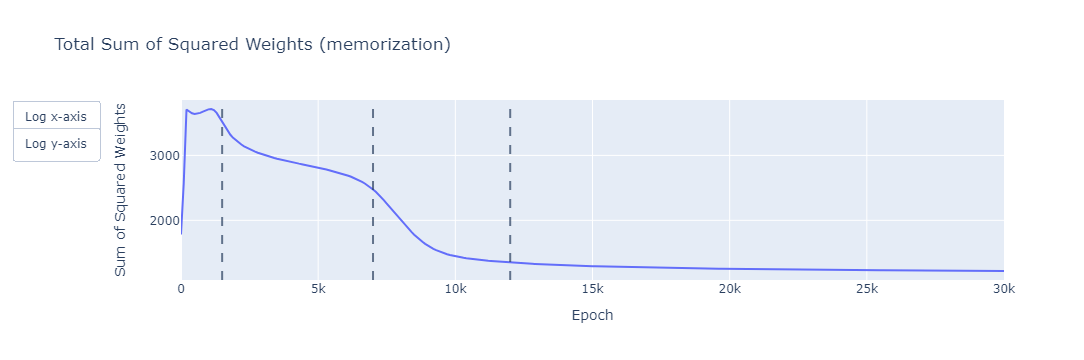 Total Sum of Squared Weights (memorization)
Log x-axis
Log y-axis
Sum of Squared Weights
3000
2000
0 5k 10k 15k 20k 25k 30k
Epoch